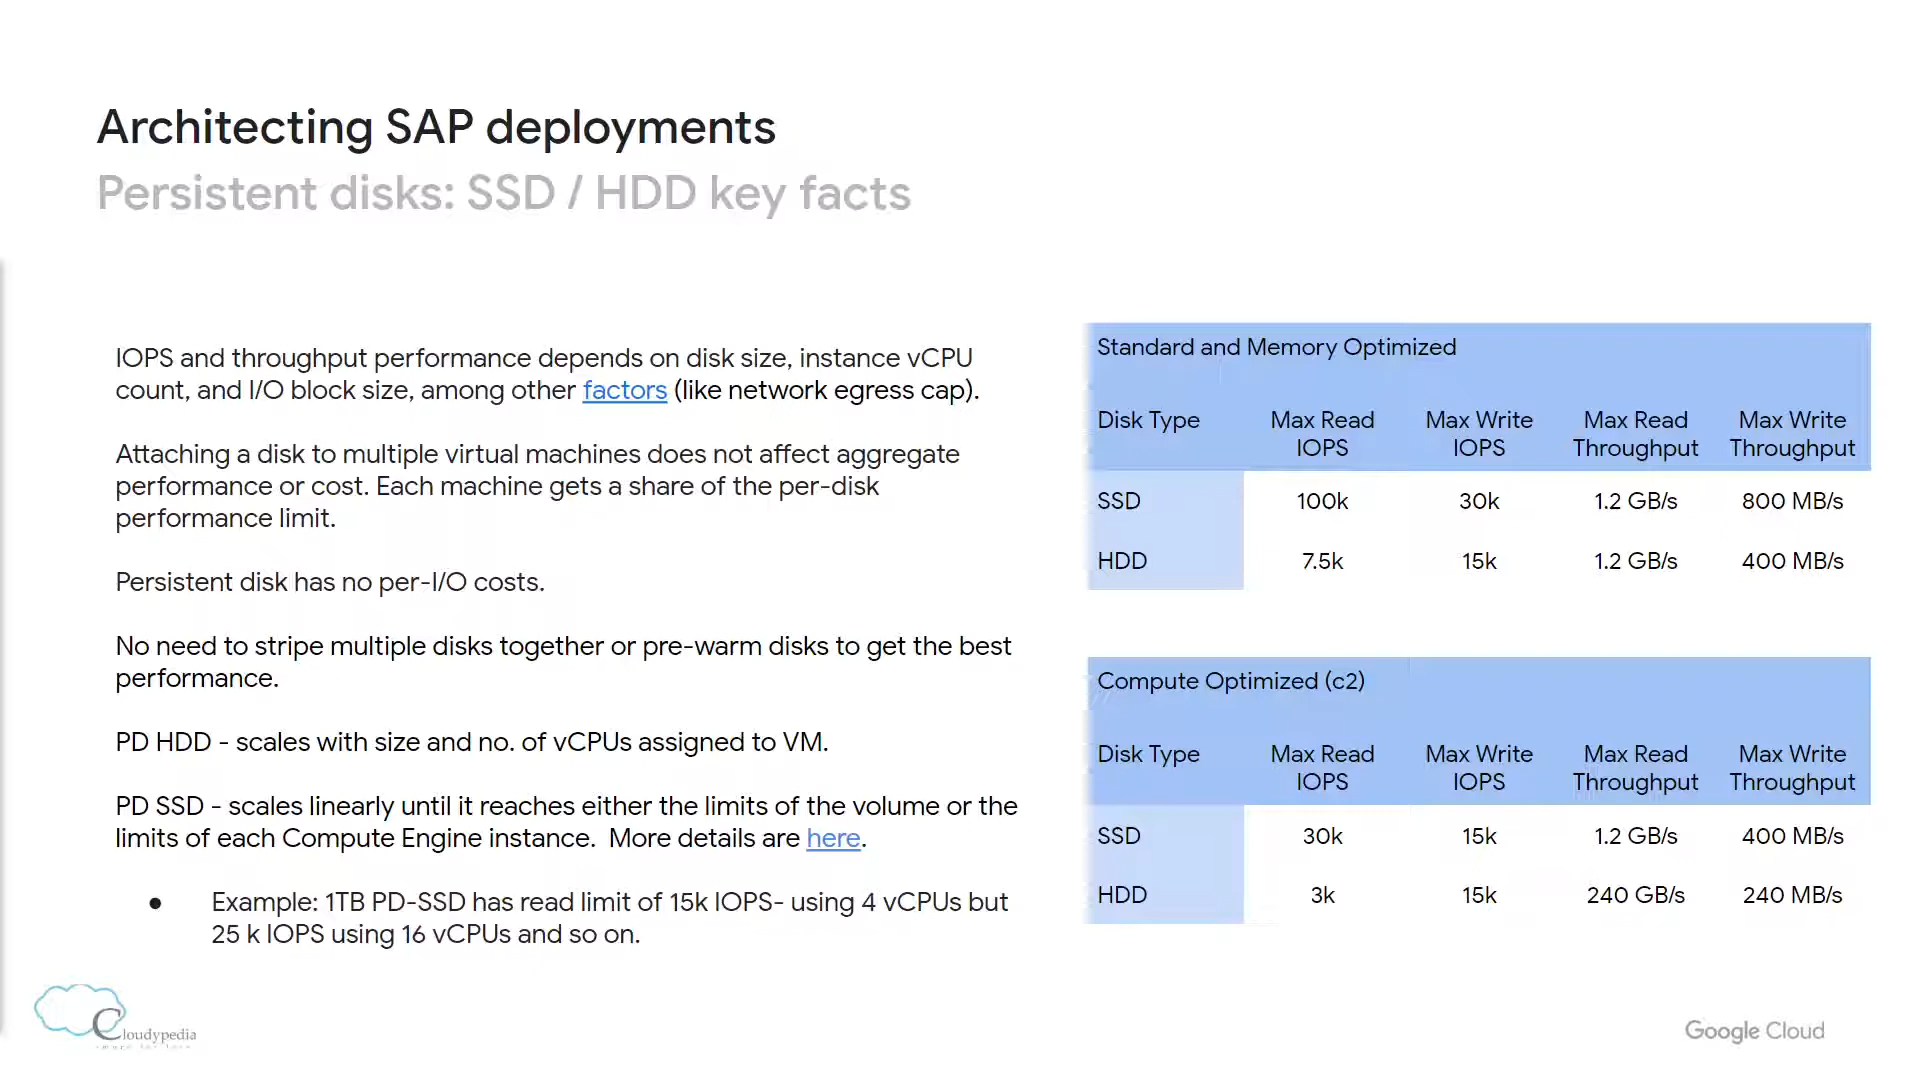 Architecting SAP deployments
Persistent disks: SSD / HDD key facts
IOPS and throughput performance depends on disk size, instance vCPU
count, and I/O block size, among other factors (like network egress cap).
Attaching a disk to multiple virtual machines does not affect aggregate
performance or cost. Each machine gets a share of the per-disk
performance limit.
Persistent disk has no per-I/O costs.
No need to stripe multiple disks together or pre-warm disks to get the best
performance.
PD HDD - scales with size and no. of vCPUs assigned to VM.
PD SSD - scales linearly until it reaches either the limits of the volume or the
limits of each Compute Engine instance. More details are here.
● Example: 1TB PD-SSD has read limit of 15k IOPS- using 4 vCPUs but
25 k IOPS using 16 vCPUs and so on.
Standard and Memory Optimized
Disk Type Max Read IOPS Max Write IOPS Max Read Throughput Max Write Throughput
SSD 100k 30k 1.2 GB/s 800 MB/s
HDD 7.5k 15k 1.2 GB/s 400 MB/s
Compute Optimized (c2)
Disk Type Max Read IOPS Max Write IOPS Max Read Throughput Max Write Throughput
SSD 30k 15k 1.2 GB/s 400 MB/s
HDD 3k 15k 240 GB/s 240 MB/s
Cloudypedia
Google Cloud